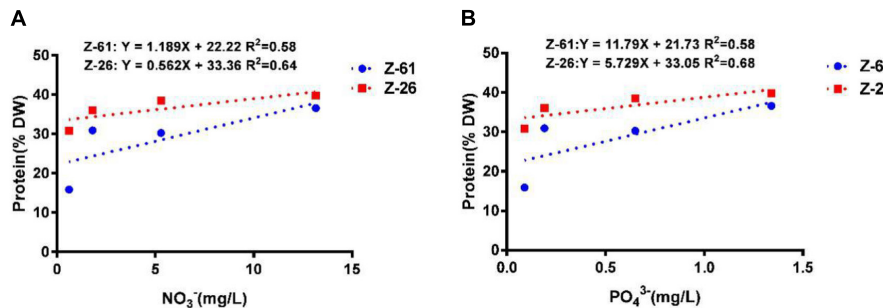 A
Z-61: Y = 1.189X + 22.22 R²=0.58
Z-26: Y = 0.562X + 33.36 R²=0.64
50
40
30
20
10
0
Protein(% DW)
0
5
10
15
NO₃⁻(mg/L)
Z-61
Z-26
B
Z-61:Y = 11.79X + 21.73 R²=0.58
Z-26:Y = 5.729X + 33.05 R²=0.68
50
40
30
20
10
0
Protein(% DW)
0.0
0.5
1.0
1.5
PO₄³⁻(mg/L)
Z-6
Z-2